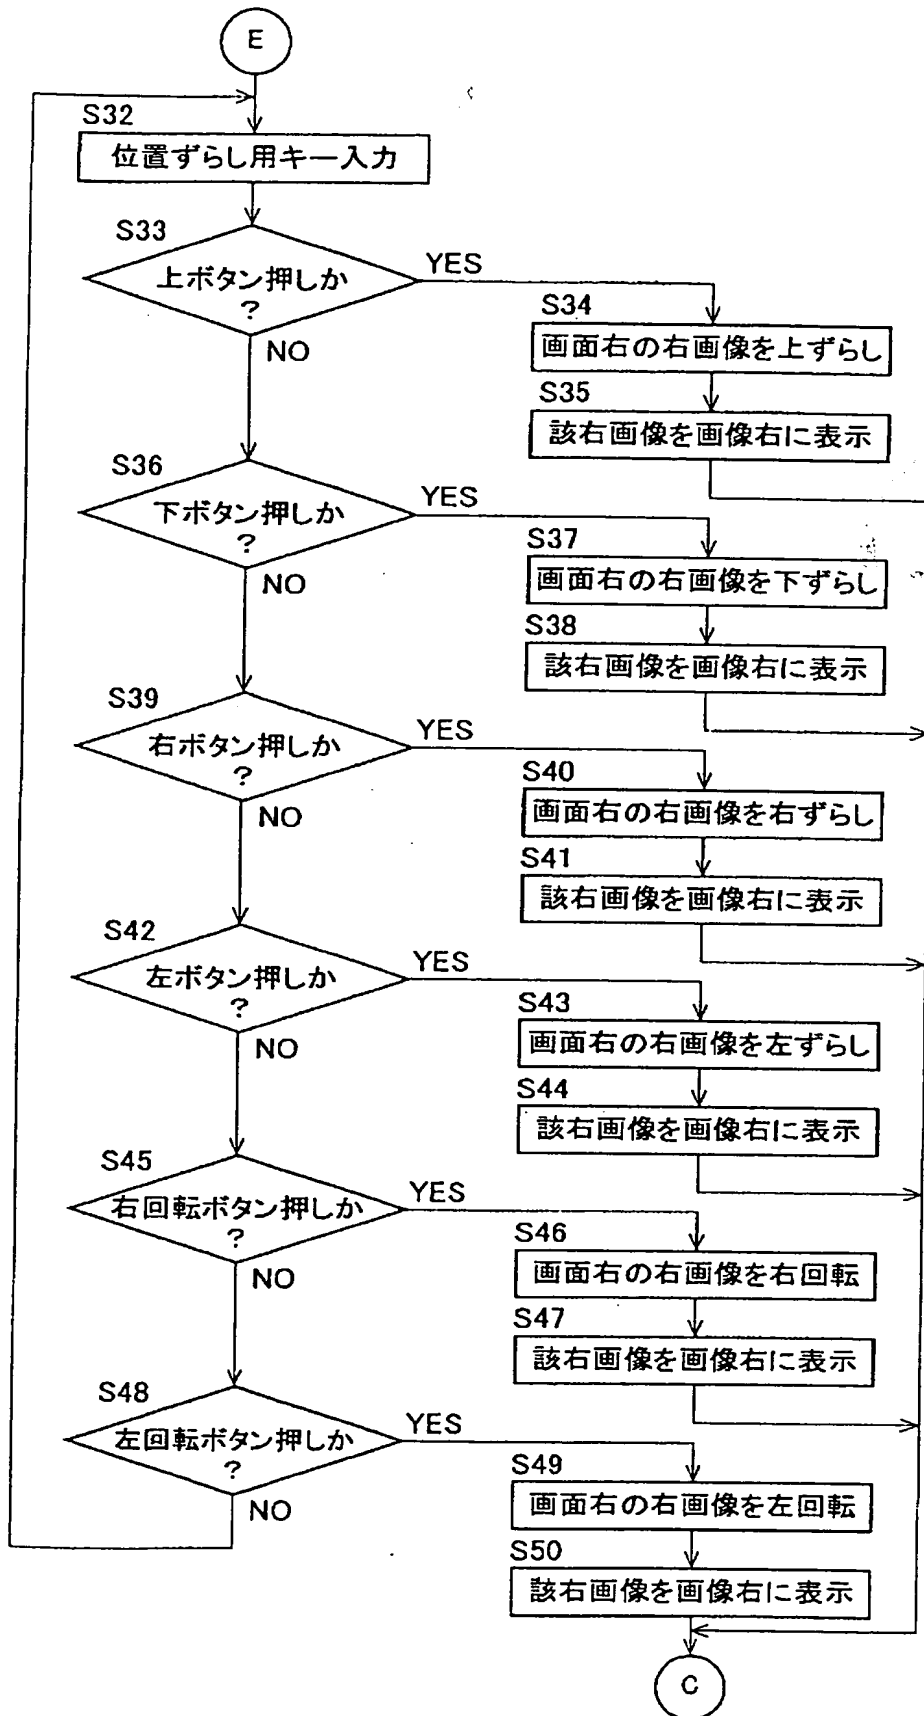 E
S32
位置ずらし用キー入力
S33
上ボタン押しか
?
YES
NO
S34
画面右の右画像を上ずらし
S35
該右画像を画像右に表示
S36
下ボタン押しか
?
YES
NO
S37
画面右の右画像を下ずらし
S38
該右画像を画像右に表示
S39
右ボタン押しか
?
YES
NO
S40
画面右の右画像を右ずらし
S41
該右画像を画像右に表示
S42
左ボタン押しか
?
YES
NO
S43
画面右の右画像を左ずらし
S44
該右画像を画像右に表示
S45
右回転ボタン押しか
?
YES
NO
S46
画面右の右画像を右回転
S47
該右画像を画像右に表示
S48
左回転ボタン押しか
?
YES
NO
S49
画面右の右画像を左回転
S50
該右画像を画像右に表示
C